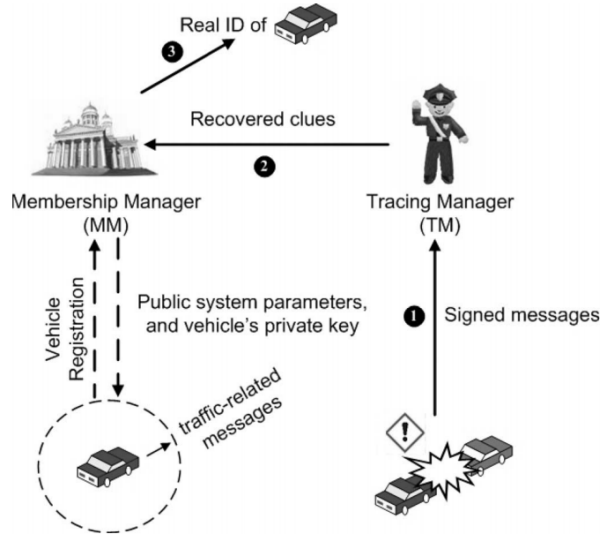 Real ID of
3
Recovered clues
2
Membership Manager
(MM)
Tracing Manager
(TM)
Vehicle
Registration
Public system parameters,
and vehicle's private key
1
Signed messages
traffic-related
messages
!